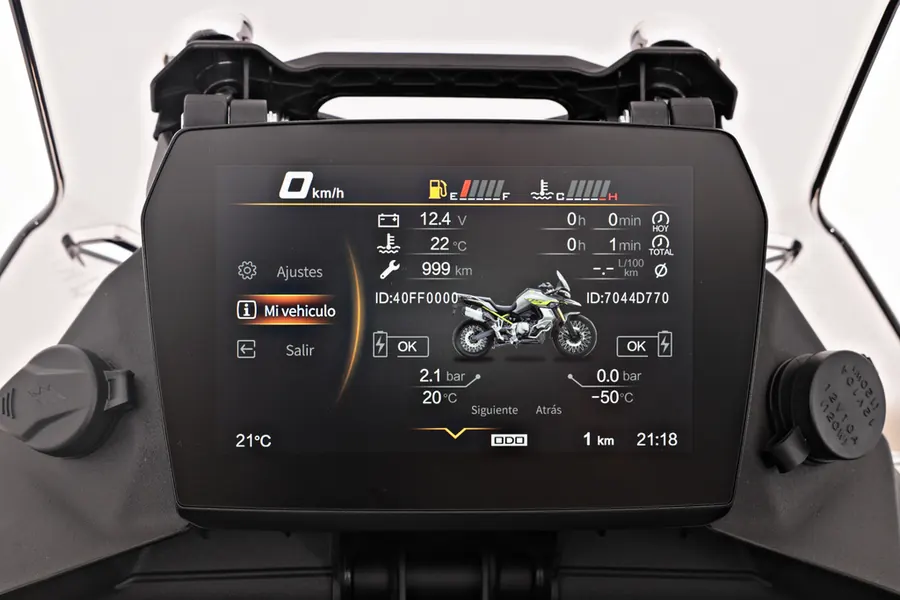 0 km/h E F C H
12.4 V 0h 0min HOY
22 °C 0h 1min TOTAL
999 km -.- L/100 km Ø
ID:40FF0000 ID:7044D770
Ajustes
Mi vehiculo
Salir
OK OK
2.1 bar 0.0 bar
20°C -50°C
Siguiente Atrás
21°C 1 km 21:18
12V10A
(120W)